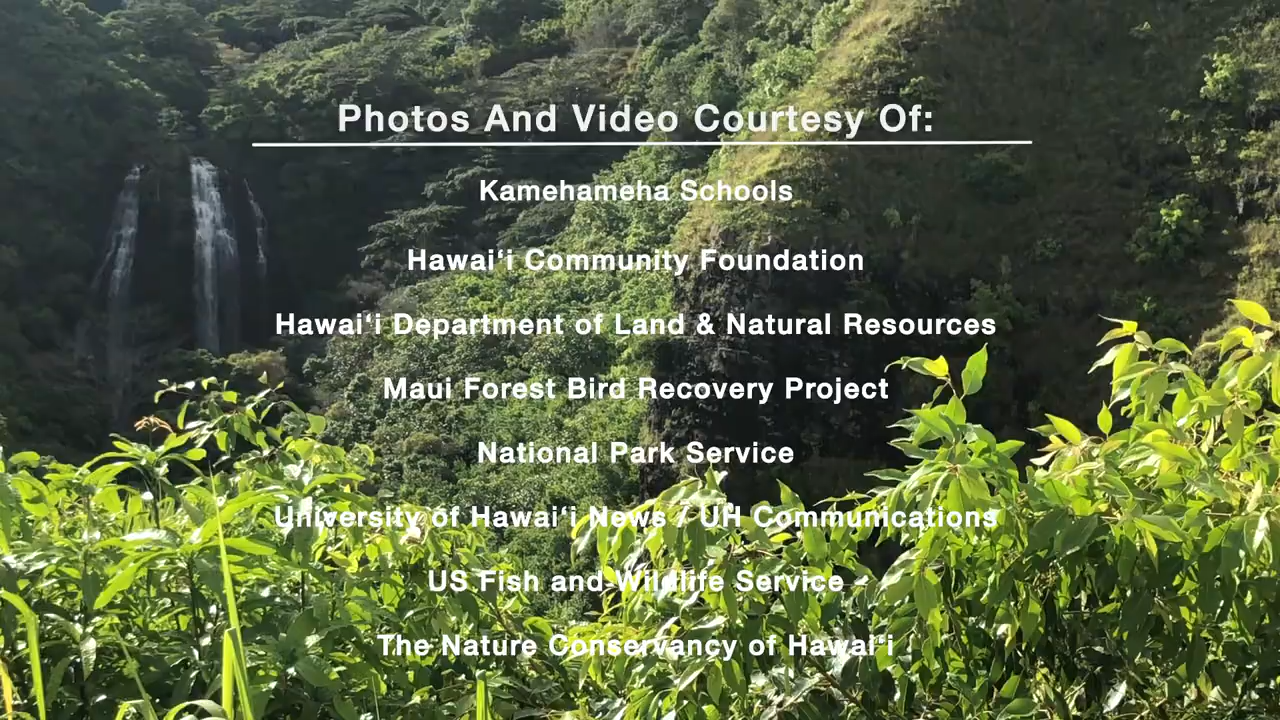 Photos And Video Courtesy Of:
Kamehameha Schools
Hawaiʻi Community Foundation
Hawaiʻi Department of Land & Natural Resources
Maui Forest Bird Recovery Project
National Park Service
University of Hawaiʻi News / UH Communications
US Fish and Wildlife Service
The Nature Conservancy of Hawaiʻi